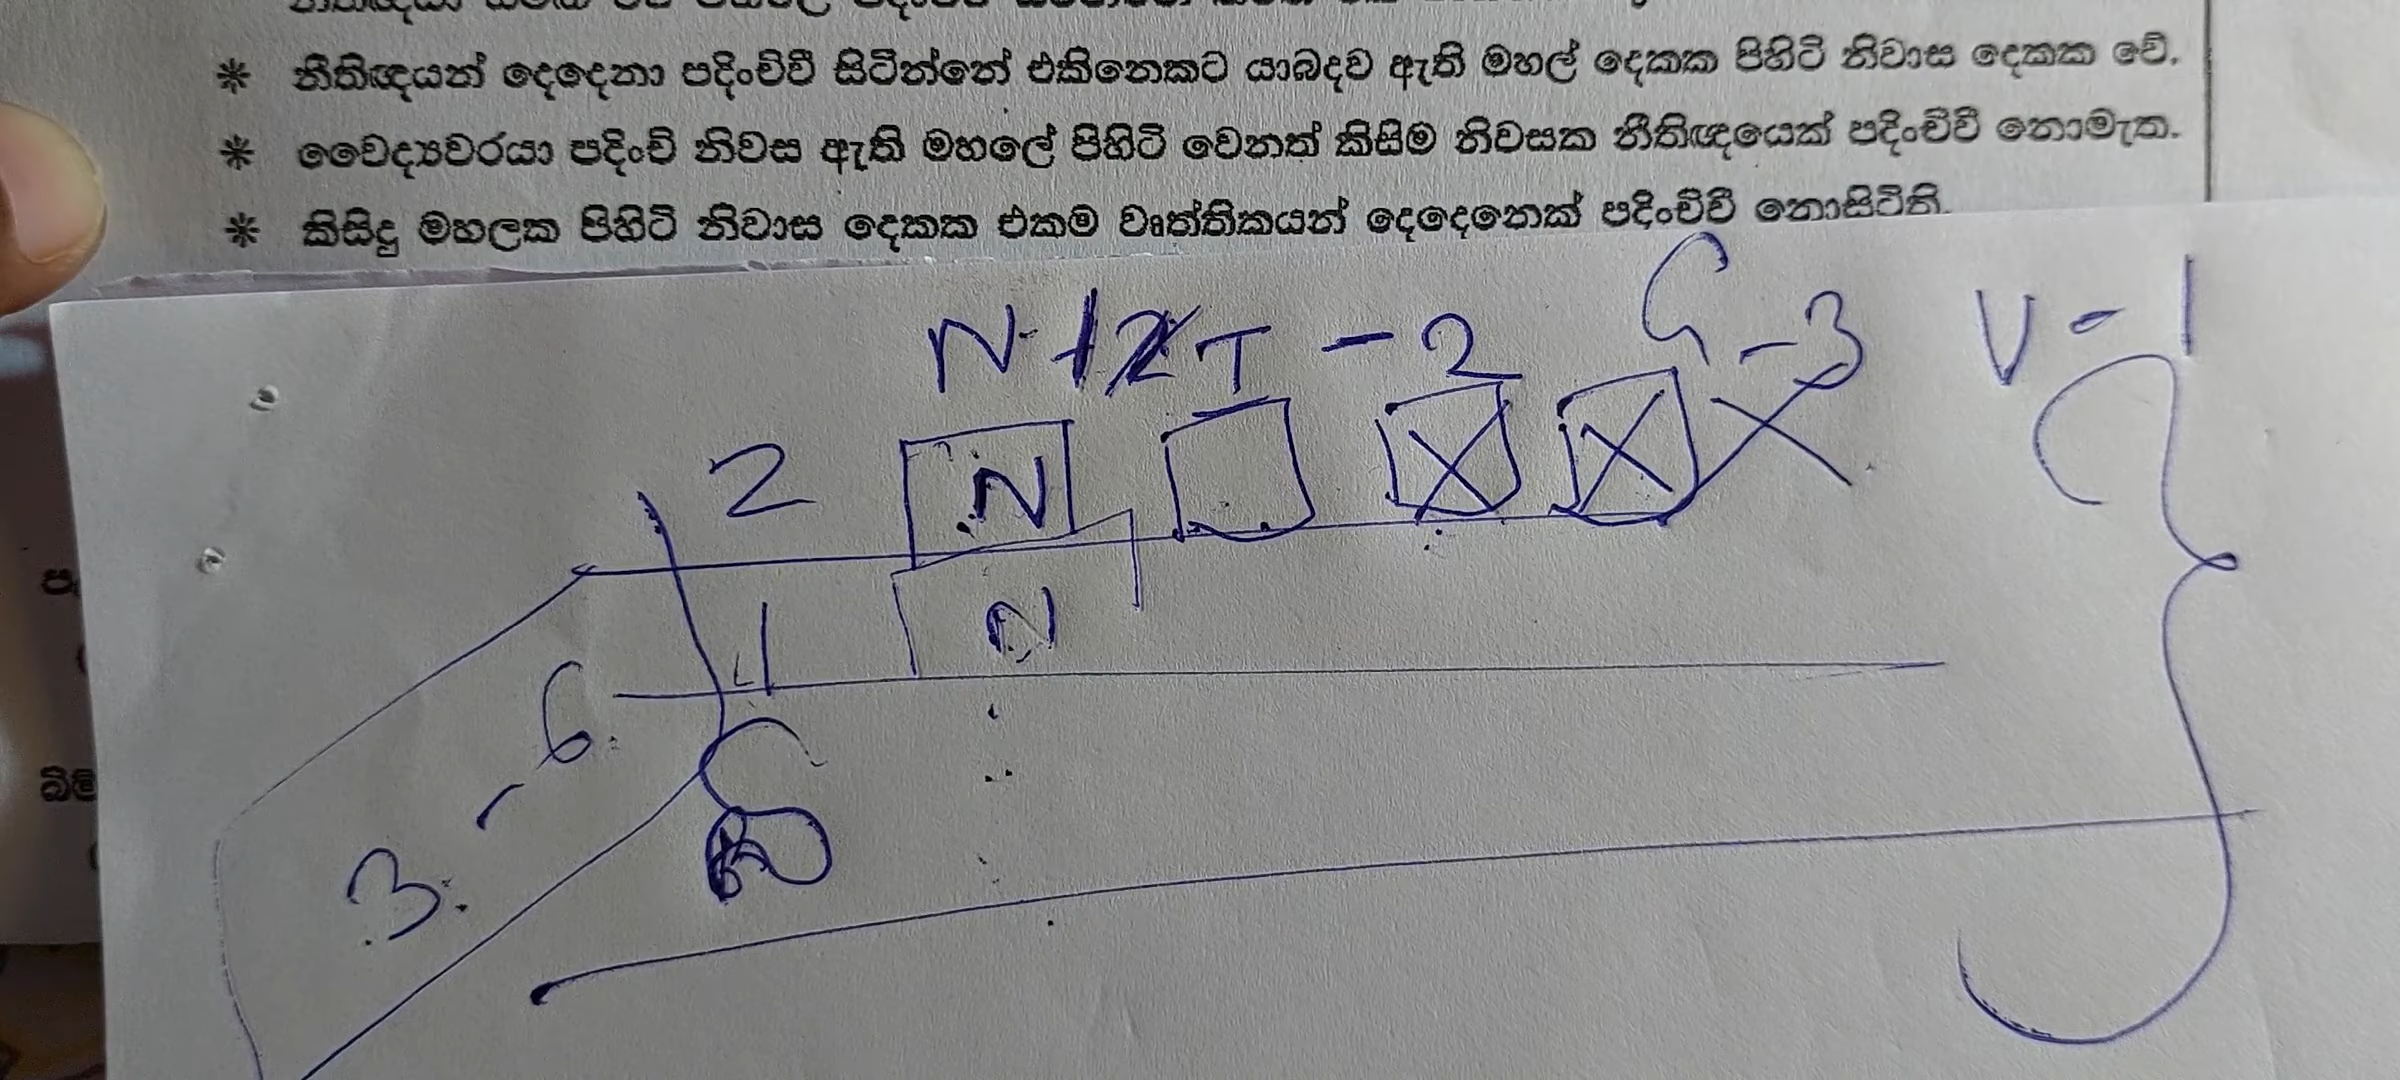 * නීතිඥයන් දෙදෙනා පදිංච්වී සිටින්නේ එකිනෙකට යාබදව ඇති මහල් දෙකක පිහිටි නිවාස දෙකක වේ.
* වෛද්‍යවරයා පදිංචි නිවස ඇති මහලේ පිහිටි වෙනත් කිසිම නිවසක නීතිඥයෙක් පදිංච්වී නොමැත.
* කිසිදු මහලක පිහිටි නිවාස දෙකක එකම වෘත්තිකයන් දෙදෙනෙක් පදිංච්වී නොසිටිති.
N T - 2 - 3 V - 1
2 N
1 N
3 - 6